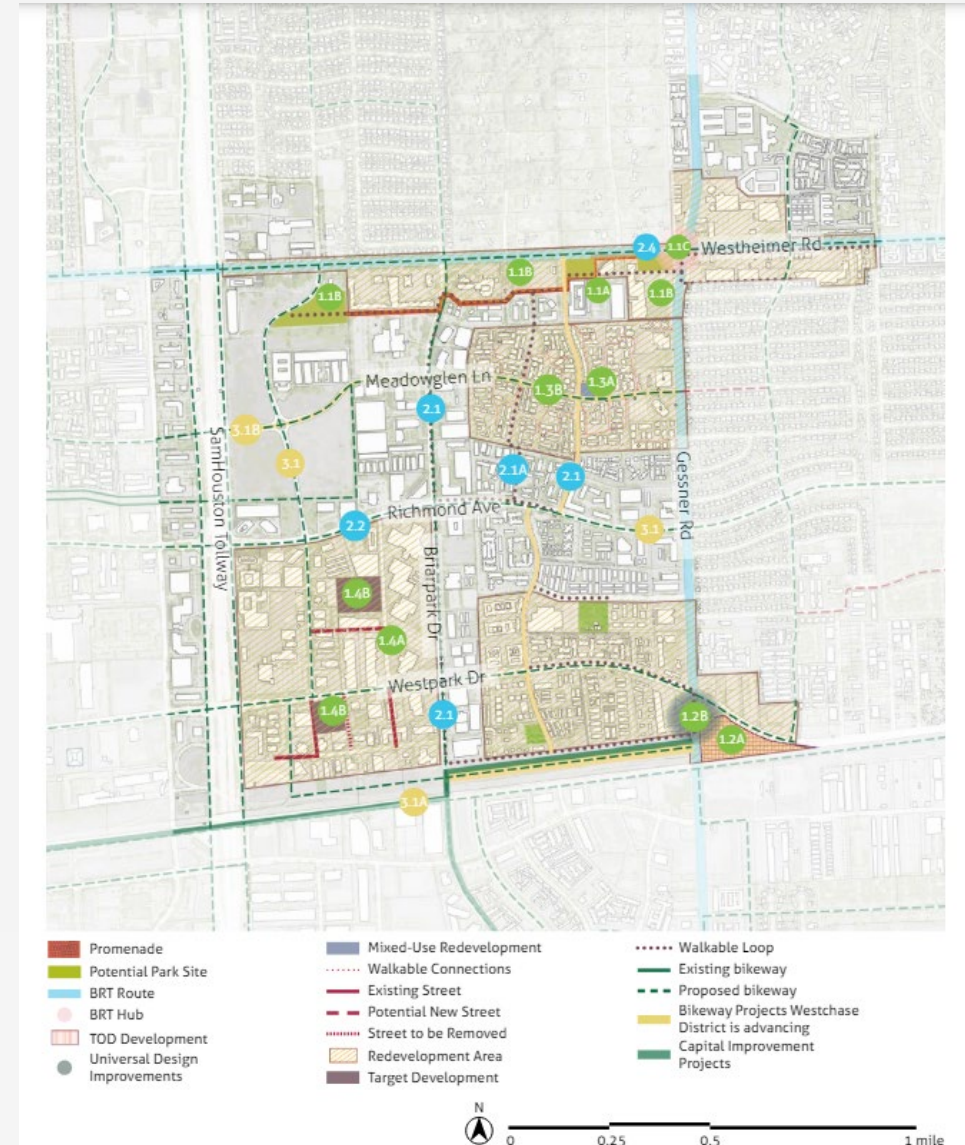 2.4
1.1C
Westheimer Rd
1.1B
1.1B
1.1A
1.1B
Meadowglen Ln
1.3B
1.3A
2.1
3.1B
3.1
SamHouston Tollway
2.1A
2.1
Gessner Rd
Richmond Ave
2.2
3.1
Briarpark Dr
1.4B
1.4A
Westpark Dr
1.4B
2.1
1.2B
1.2A
3.1A
Promenade
Potential Park Site
BRT Route
BRT Hub
TOD Development
Universal Design
Improvements
Mixed-Use Redevelopment
Walkable Connections
Existing Street
Potential New Street
Street to be Removed
Redevelopment Area
Target Development
Walkable Loop
Existing bikeway
Proposed bikeway
Bikeway Projects Westchase
District is advancing
Capital Improvement
Projects
N
0 0.25 0.5 1 mile